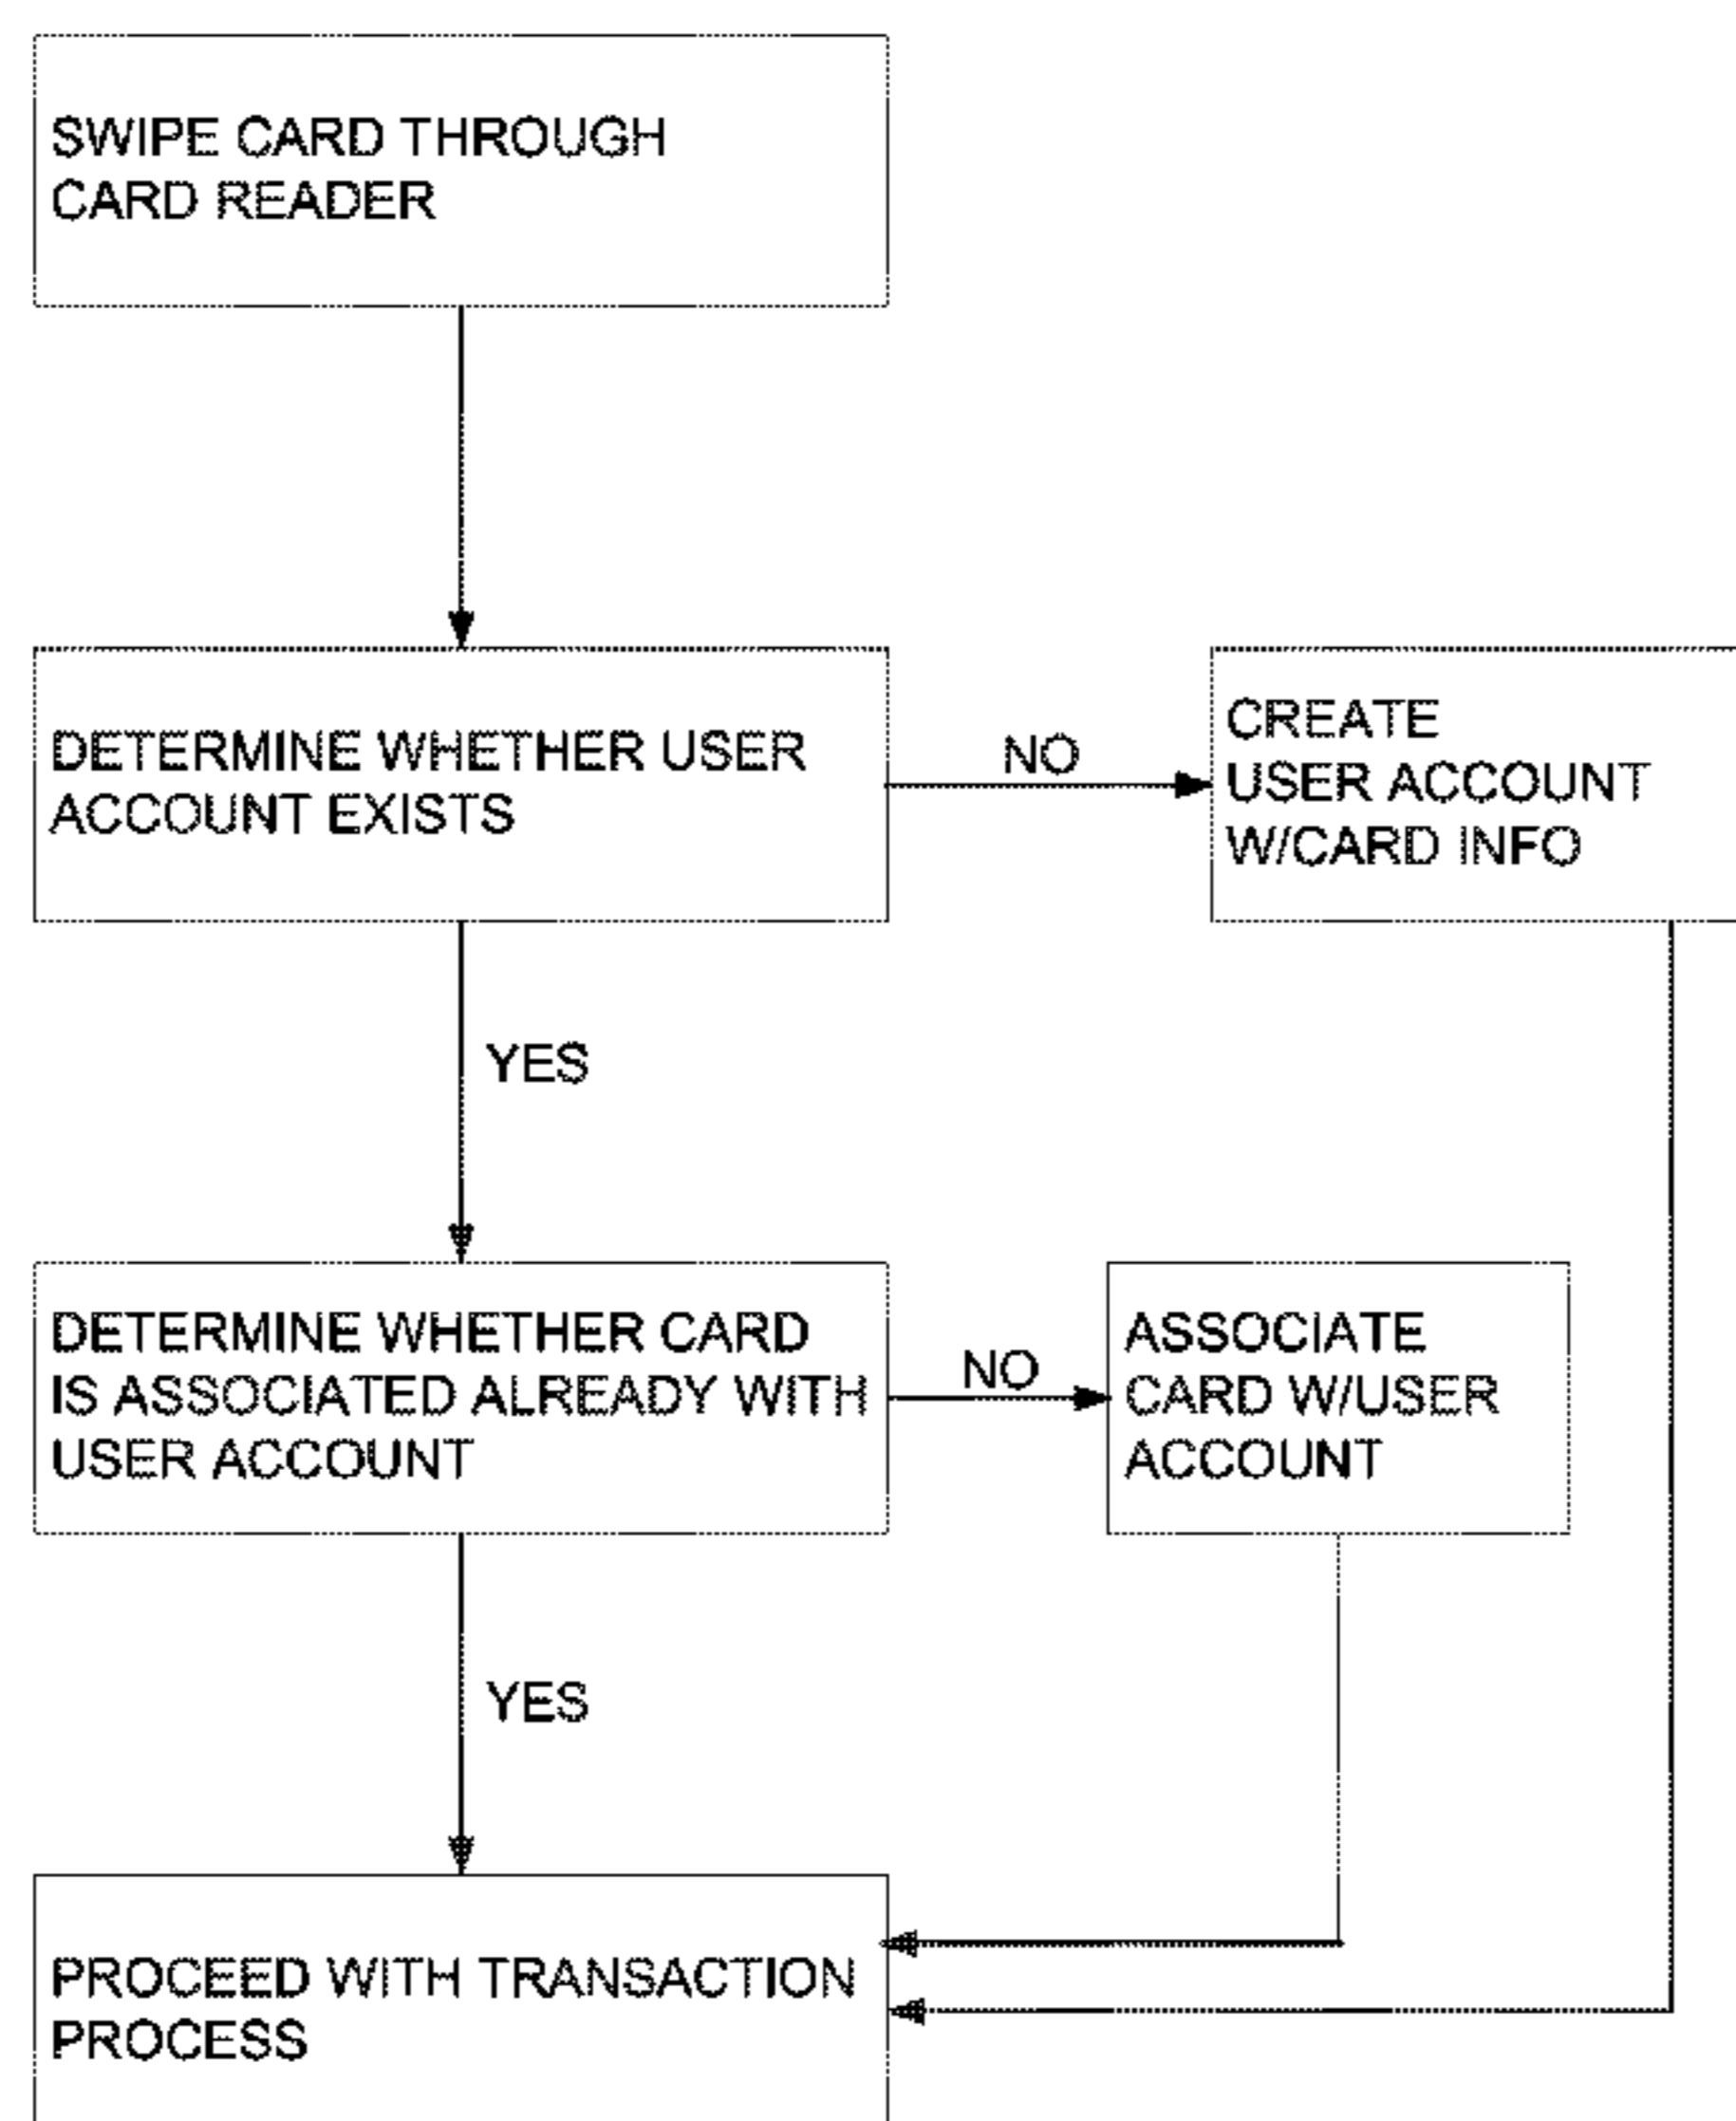 SWIPE CARD THROUGH
CARD READER
DETERMINE WHETHER USER
ACCOUNT EXISTS
NO
CREATE
USER ACCOUNT
W/CARD INFO
YES
DETERMINE WHETHER CARD
IS ASSOCIATED ALREADY WITH
USER ACCOUNT
NO
ASSOCIATE
CARD W/USER
ACCOUNT
YES
PROCEED WITH TRANSACTION
PROCESS